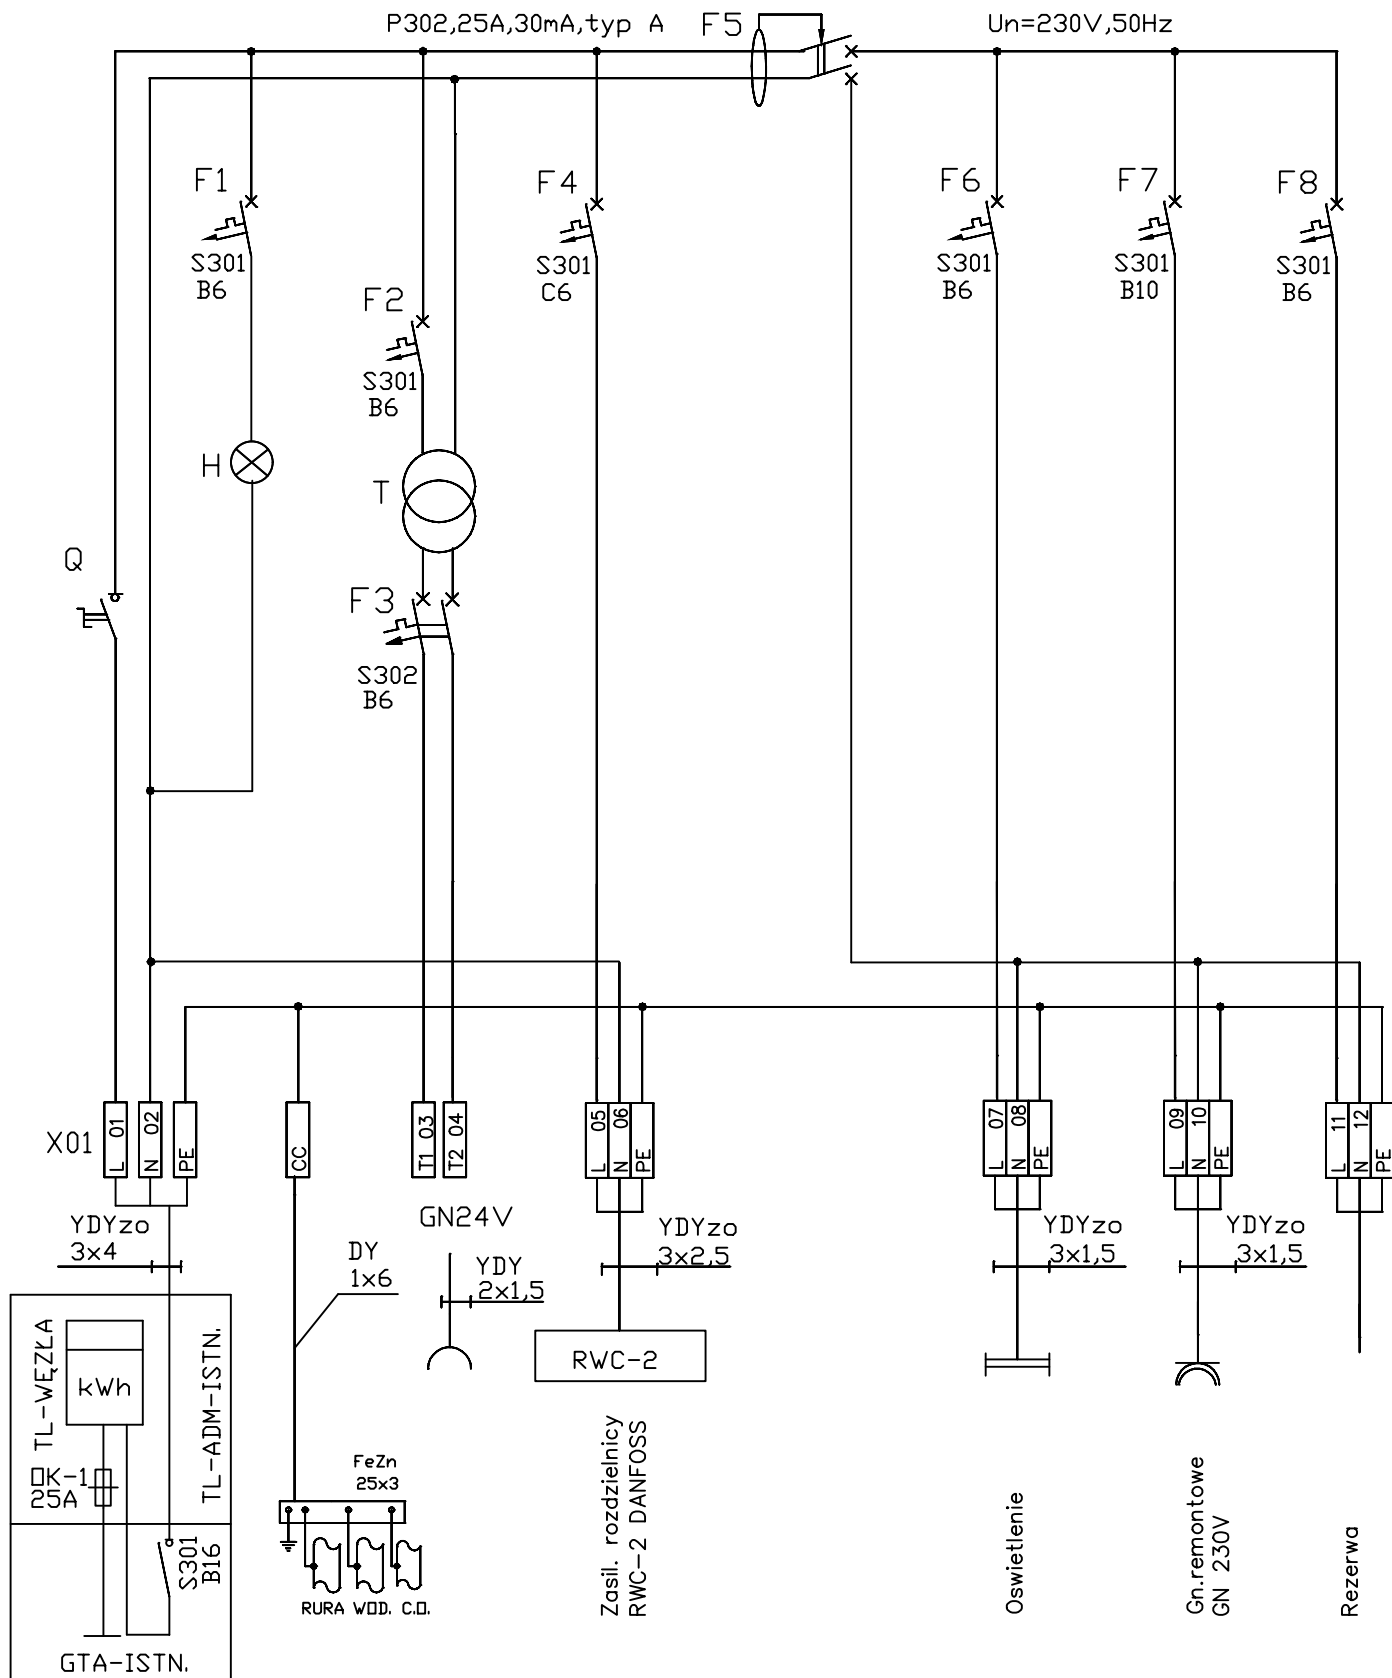 P302,25A,30mA,typ A
F5
Un=230V,50Hz
F1
S301
B6
F4
S301
C6
F6
S301
B6
F7
S301
B10
F8
S301
B6
F2
S301
B6
H
T
Q
F3
S302
B6
X01
L 01
N 02
PE
CC
T1 03
T2 04
L 05
N 06
PE
L 07
N 08
PE
L 09
N 10
PE
L 11
N 12
PE
YDYzo
3x4
DY
1x6
GN24V
YDY
2x1,5
YDYzo
3x2,5
YDYzo
3x1,5
YDYzo
3x1,5
RWC-2
TL-WĘZŁA
kWh
TL-ADM-ISTN.
OK-1
25A
S301
B16
GTA-ISTN.
FeZn
25x3
RURA WOD. C.O.
Zasil. rozdzielnicy
RWC-2 DANFOSS
Oswietlenie
Gn.remontowe
GN 230V
Rezerwa